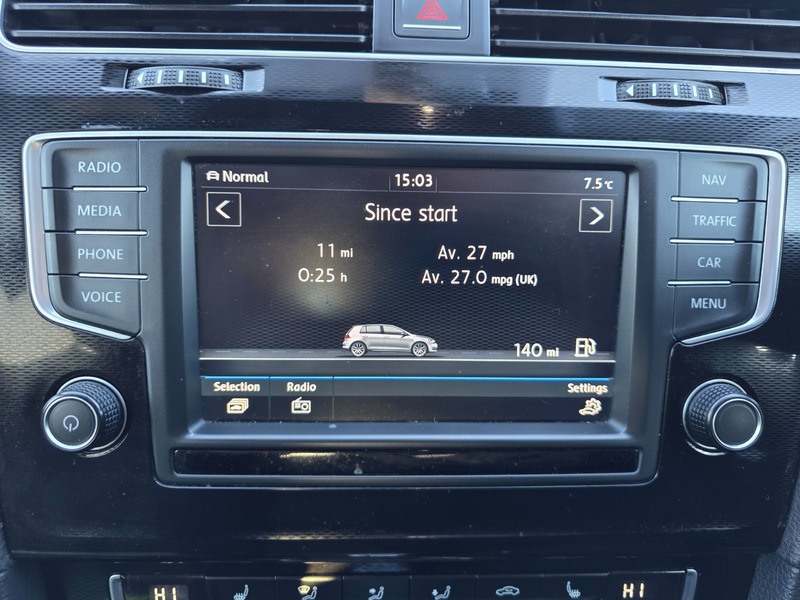 RADIO
MEDIA
PHONE
VOICE
Normal 15:03 7.5°C
Since start
11 mi Av. 27 mph
0:25 h Av. 27.0 mpg (UK)
140 mi
Selection Radio Settings
NAV
TRAFFIC
CAR
MENU
HI HI